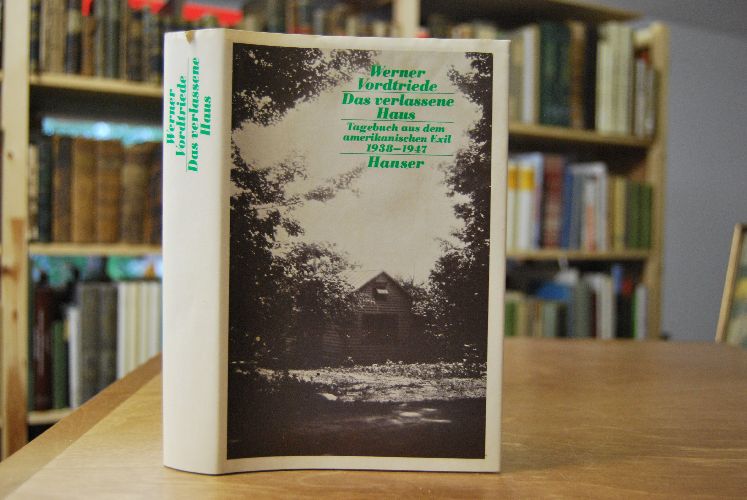 Werner
Vordtriede
Das verlassene
Haus
Werner
Vordtriede
Das verlassene
Haus
Tagebuch aus dem
amerikanischen Exil
1938–1947
Hanser